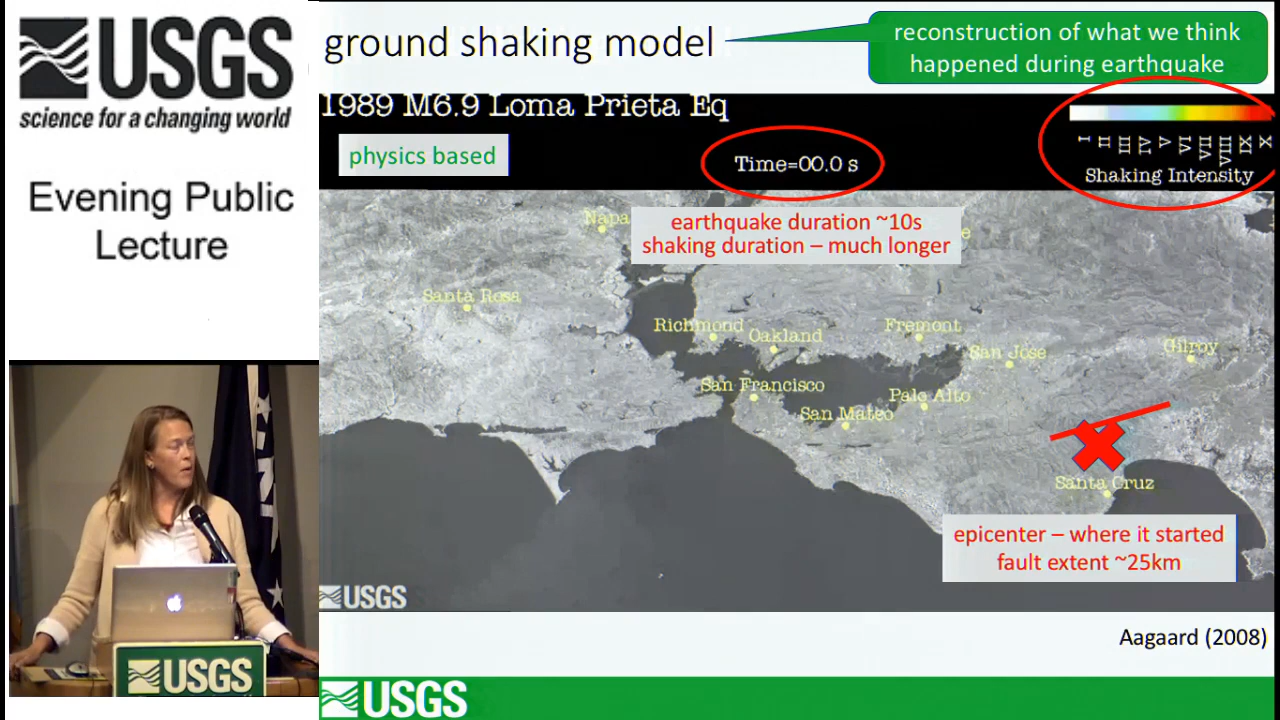 USGS
science for a changing world
Evening Public
Lecture
USGS
ground shaking model
reconstruction of what we think
happened during earthquake
1989 M6.9 Loma Prieta Eq
physics based
Time=00.0 s
I II III IV V VI VII VIII IX X
Shaking Intensity
earthquake duration ~10s
shaking duration – much longer
Napa
Santa Rosa
Richmond
Oakland
Fremont
San Jose
Gilroy
San Francisco
Palo Alto
San Mateo
Santa Cruz
epicenter – where it started
fault extent ~25km
USGS
Aagaard (2008)
USGS